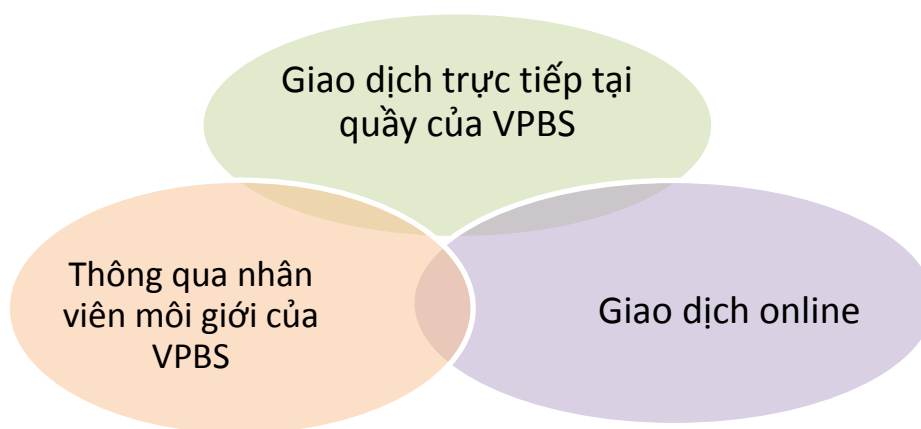 Giao dịch trực tiếp tại
quầy của VPBS
Thông qua nhân
viên môi giới của
VPBS
Giao dịch online